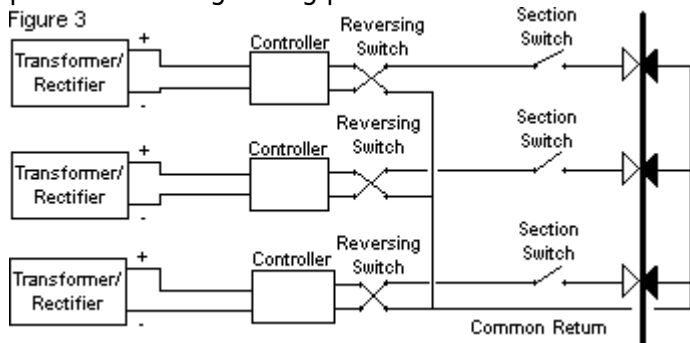 Figure 3
Transformer/
Rectifier
+
-
Controller
Reversing
Switch
Section
Switch
Transformer/
Rectifier
+
-
Controller
Reversing
Switch
Section
Switch
Transformer/
Rectifier
+
-
Controller
Reversing
Switch
Section
Switch
Common Return